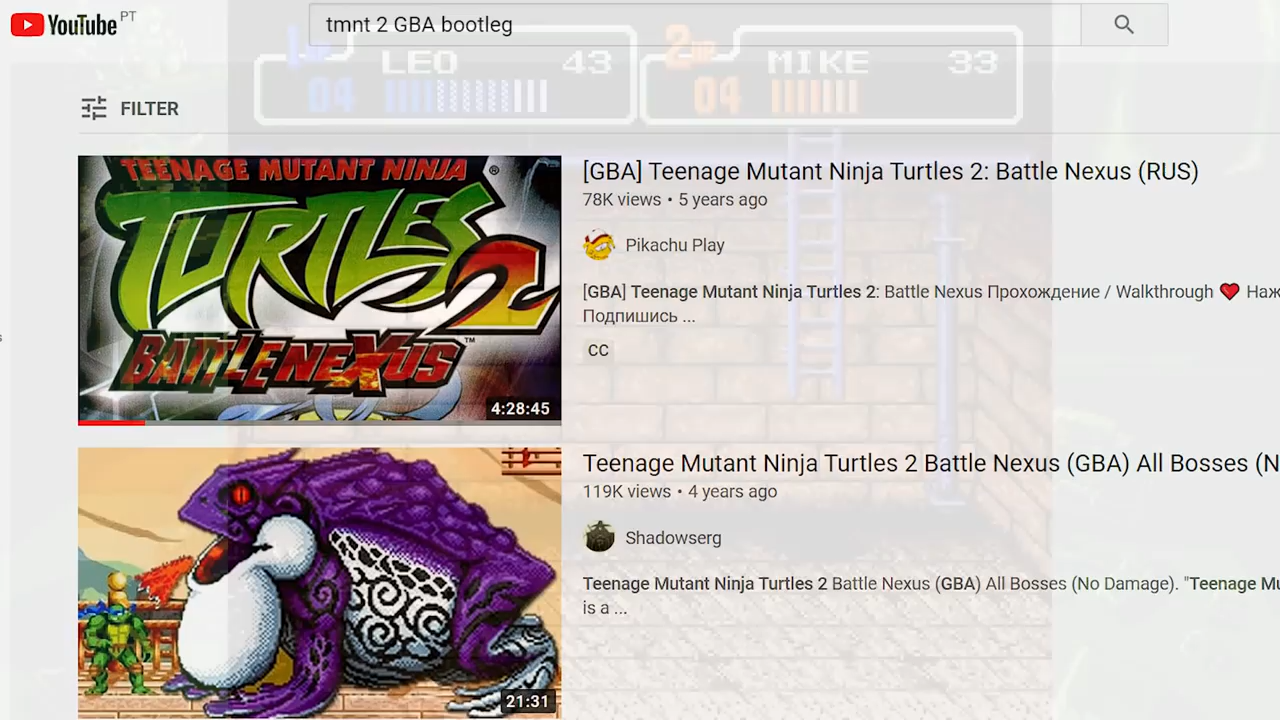 YouTube PT
tmnt 2 GBA bootleg
1UP LEO 43
04
2UP MIKE 33
04
FILTER
TEENAGE MUTANT NINJA ®
TURTLES 2
BATTLE NEXUS ™
4:28:45
[GBA] Teenage Mutant Ninja Turtles 2: Battle Nexus (RUS)
78K views • 5 years ago
Pikachu Play
[GBA] Teenage Mutant Ninja Turtles 2: Battle Nexus Прохождение / Walkthrough ❤ Наж
Подпишись ...
CC
21:31
Teenage Mutant Ninja Turtles 2 Battle Nexus (GBA) All Bosses (N
119K views • 4 years ago
Shadowserg
Teenage Mutant Ninja Turtles 2 Battle Nexus (GBA) All Bosses (No Damage). "Teenage Mu
is a ...